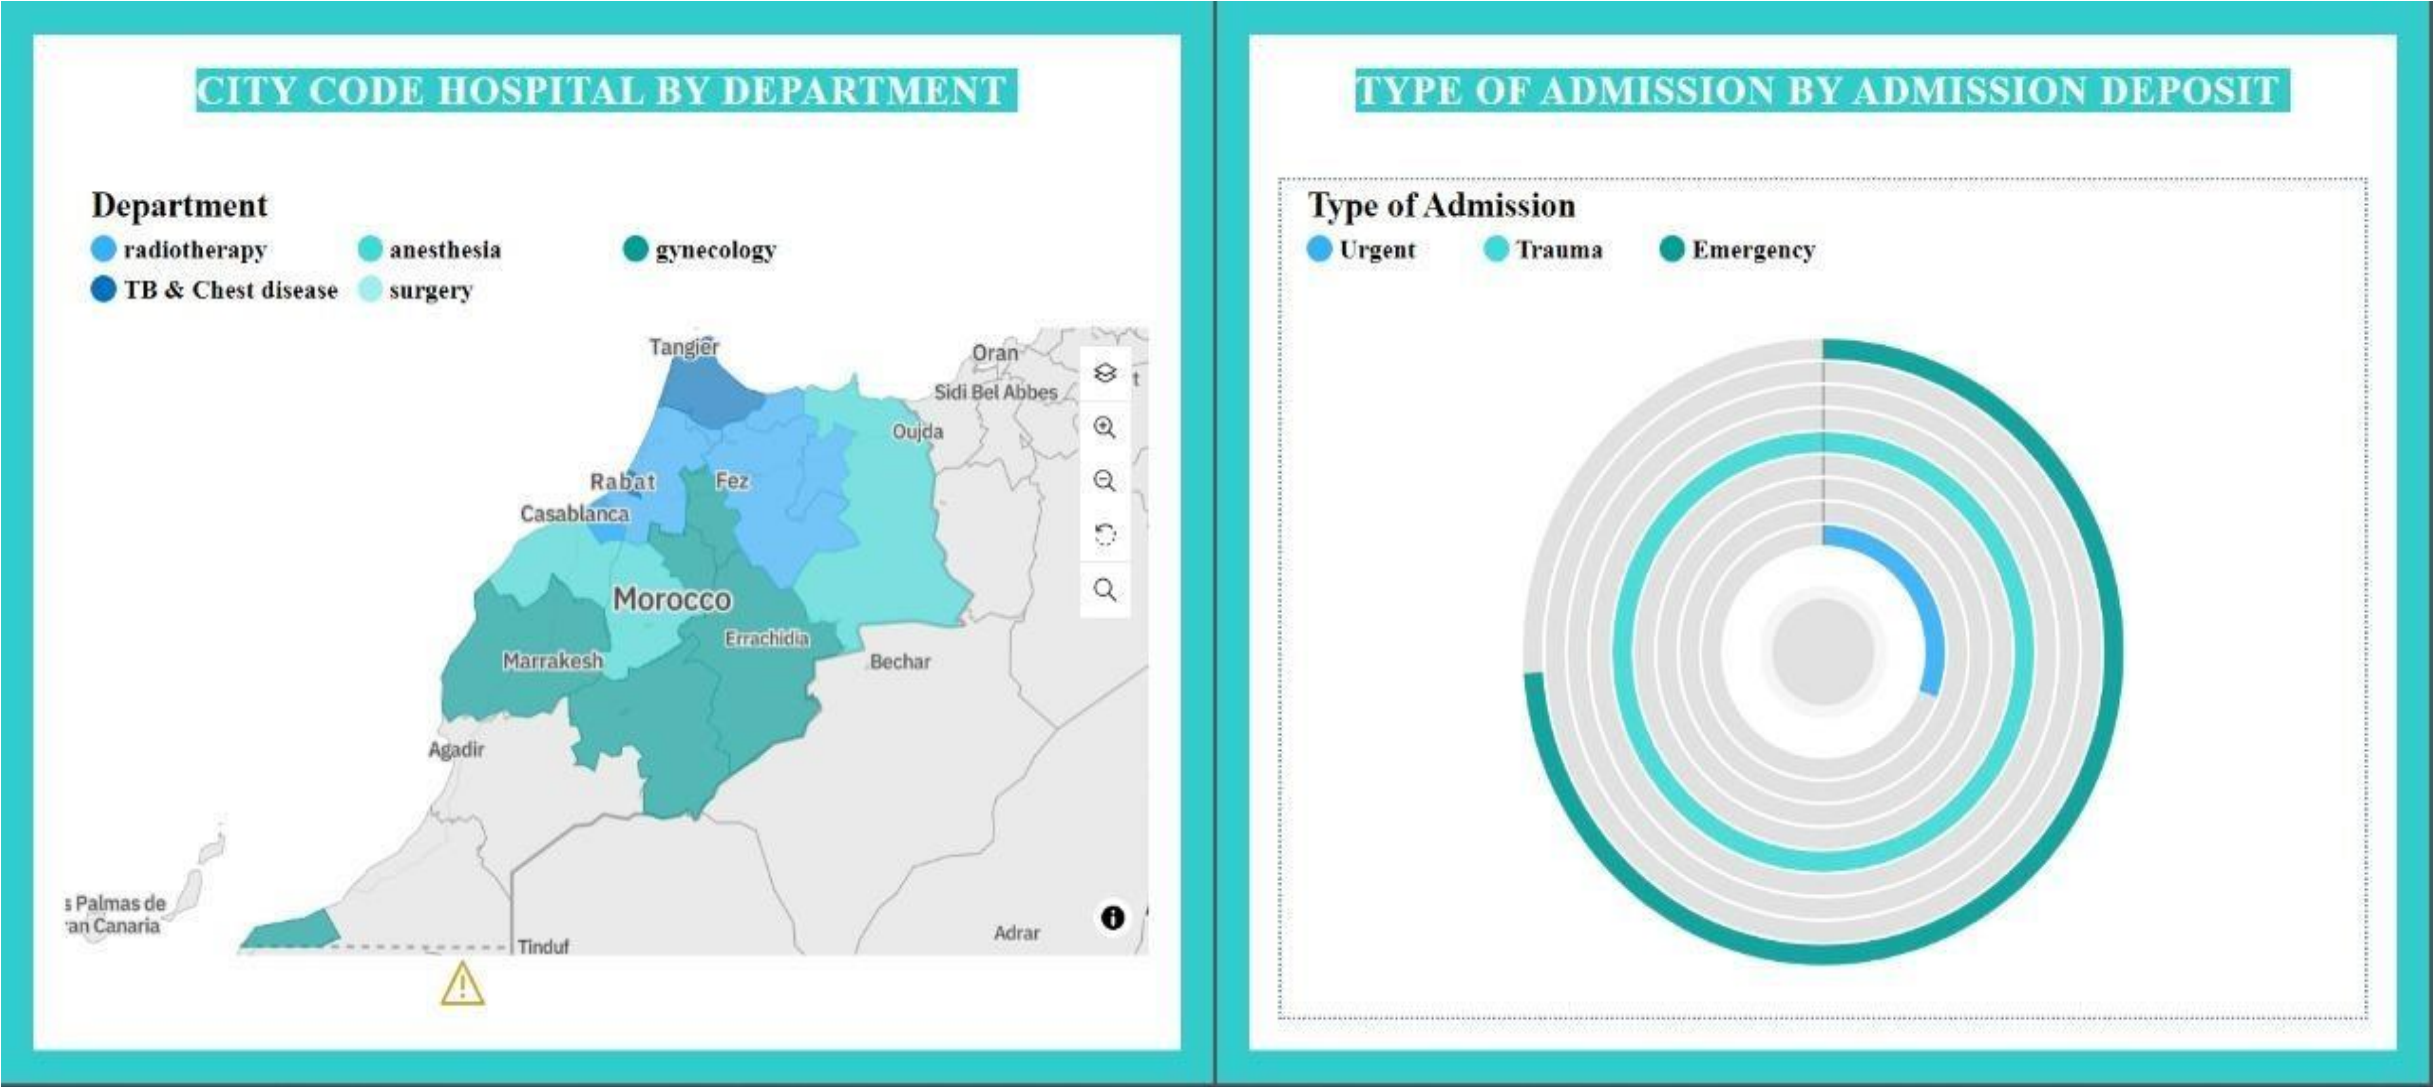 CITY CODE HOSPITAL BY DEPARTMENT
Department
radiotherapy
anesthesia
gynecology
TB & Chest disease
surgery
Tangier
Oran
t
Sidi Bel Abbes
Oujda
Rabat
Fez
Casablanca
Morocco
Errachidia
Marrakesh
Bechar
Agadir
s Palmas de
ran Canaria
Adrar
Tinduf
TYPE OF ADMISSION BY ADMISSION DEPOSIT
Type of Admission
Urgent
Trauma
Emergency